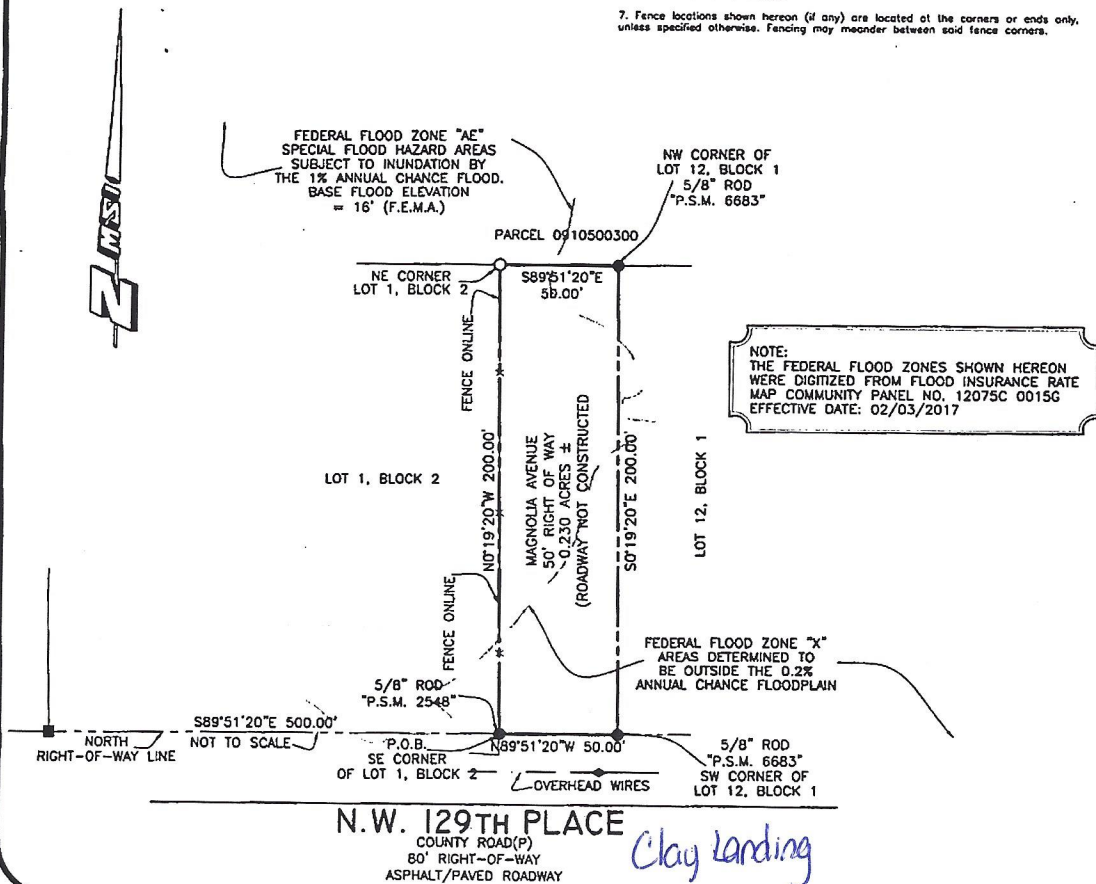 7. Fence locations shown hereon (if any) are located at the corners or ends only,
unless specified otherwise. Fencing may meander between said fence corners.
N
MSI
FEDERAL FLOOD ZONE "AE"
SPECIAL FLOOD HAZARD AREAS
SUBJECT TO INUNDATION BY
THE 1% ANNUAL CHANCE FLOOD.
BASE FLOOD ELEVATION
= 16' (F.E.M.A.)
NW CORNER OF
LOT 12, BLOCK 1
5/8" ROD
"P.S.M. 6683"
PARCEL 0910500300
NE CORNER
LOT 1, BLOCK 2
S89°51'20"E
50.00'
FENCE ONLINE
NOTE:
THE FEDERAL FLOOD ZONES SHOWN HEREON
WERE DIGITIZED FROM FLOOD INSURANCE RATE
MAP COMMUNITY PANEL NO. 12075C 0015G
EFFECTIVE DATE: 02/03/2017
LOT 1, BLOCK 2
N0°19'20"W 200.00'
MAGNOLIA AVENUE
50' RIGHT OF WAY
0.230 ACRES ±
(ROADWAY NOT CONSTRUCTED
S0°19'20"E 200.00'
LOT 12, BLOCK 1
FENCE ONLINE
FEDERAL FLOOD ZONE "X"
AREAS DETERMINED TO
BE OUTSIDE THE 0.2%
ANNUAL CHANCE FLOODPLAIN
5/8" ROD
"P.S.M. 2548"
S89°51'20"E 500.00'
NOT TO SCALE
NORTH
RIGHT-OF-WAY LINE
P.O.B.
SE CORNER
OF LOT 1, BLOCK 2
N89°51'20"W 50.00'
5/8" ROD
"P.S.M. 6683"
SW CORNER OF
LOT 12, BLOCK 1
OVERHEAD WIRES
N.W. 129TH PLACE
COUNTY ROAD(P)
80' RIGHT-OF-WAY
ASPHALT/PAVED ROADWAY
Clay Landing